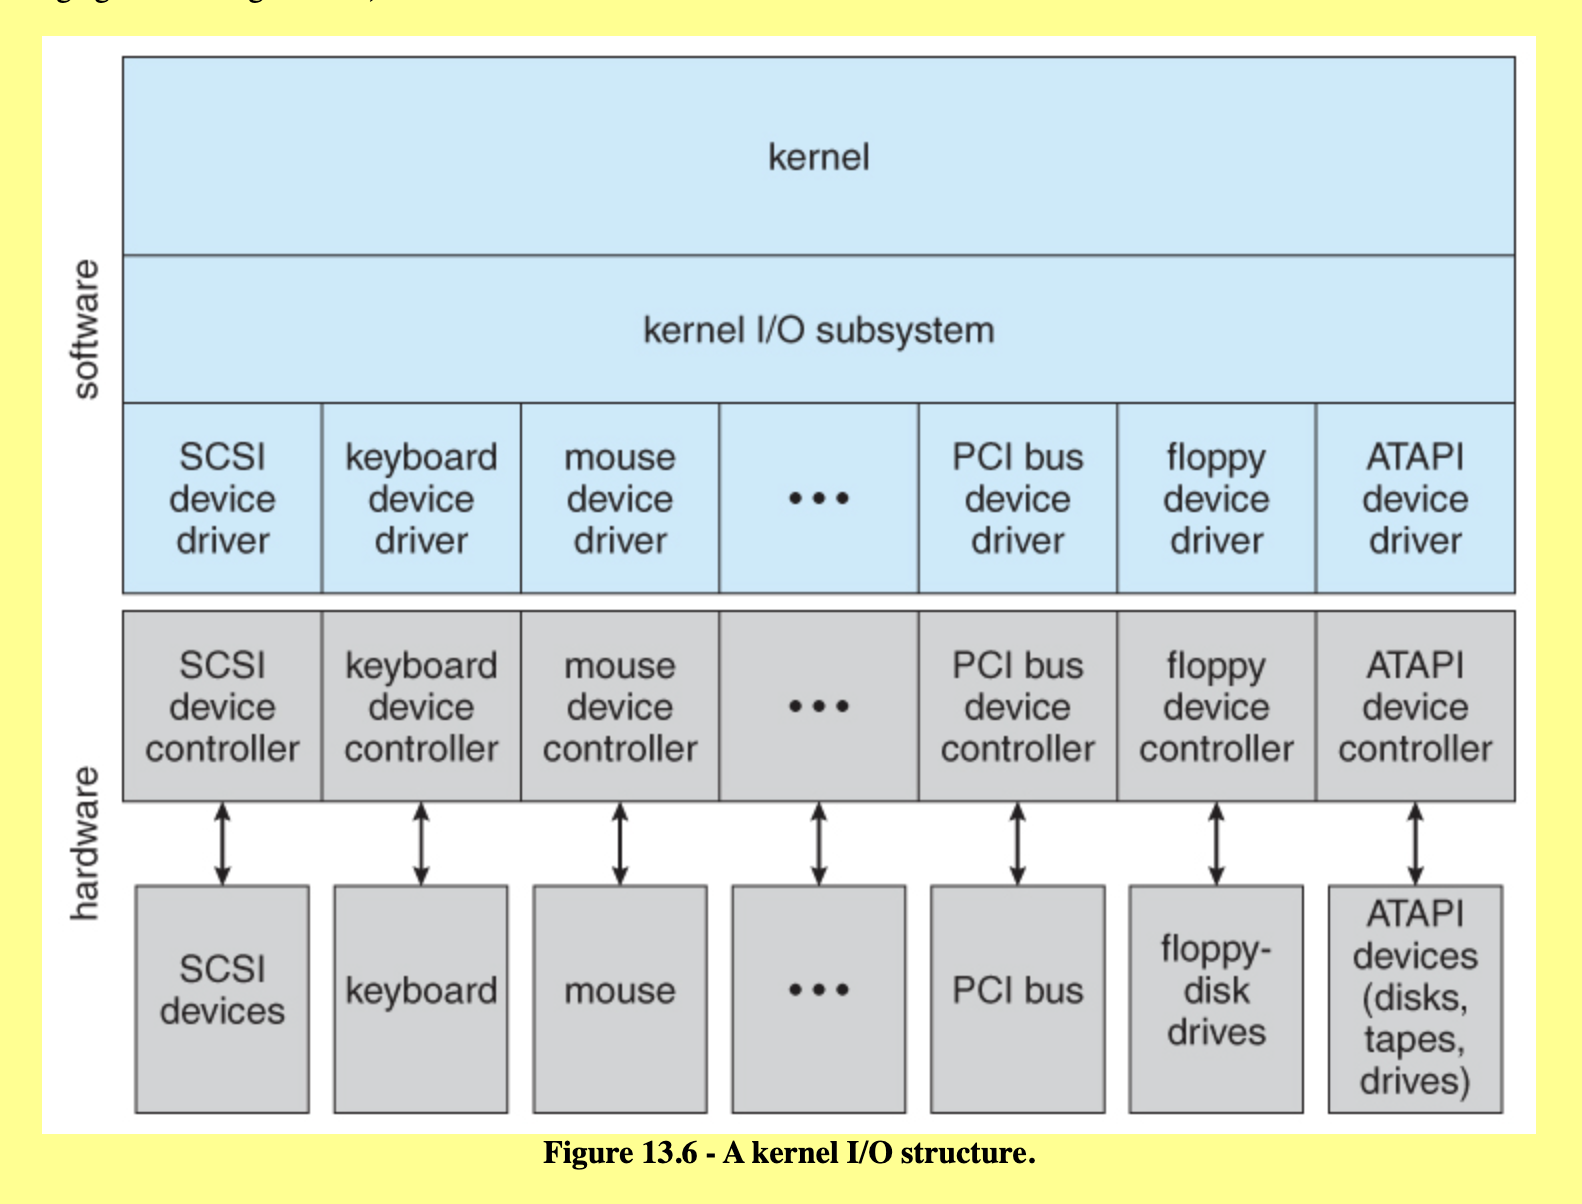 kernel
kernel I/O subsystem
SCSI
device
driver
keyboard
device
driver
mouse
device
driver
•••
PCI bus
device
driver
floppy
device
driver
ATAPI
device
driver
SCSI
device
controller
keyboard
device
controller
mouse
device
controller
•••
PCI bus
device
controller
floppy
device
controller
ATAPI
device
controller
SCSI
devices
keyboard
mouse
•••
PCI bus
floppy-
disk
drives
ATAPI
devices
(disks,
tapes,
drives)
software
hardware
Figure 13.6 - A kernel I/O structure.